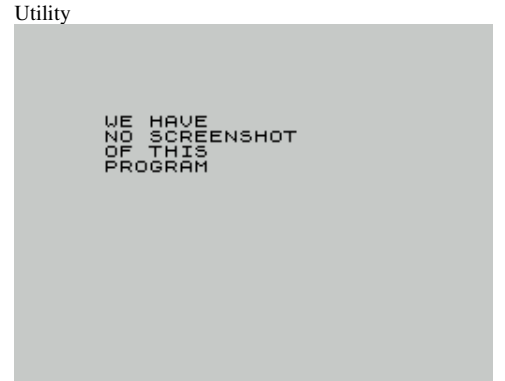 Utility
WE HAVE
NO SCREENSHOT
OF THIS
PROGRAM